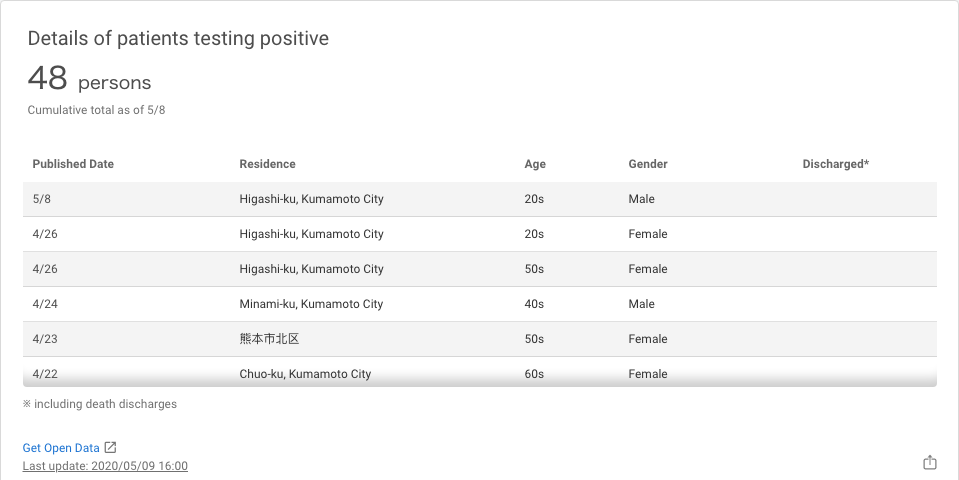 Details of patients testing positive
48 persons
Cumulative total as of 5/8
Published Date Residence Age Gender Discharged*
5/8 Higashi-ku, Kumamoto City 20s Male
4/26 Higashi-ku, Kumamoto City 20s Female
4/26 Higashi-ku, Kumamoto City 50s Female
4/24 Minami-ku, Kumamoto City 40s Male
4/23 熊本市北区 50s Female
4/22 Chuo-ku, Kumamoto City 60s Female
※ including death discharges
Get Open Data
Last update: 2020/05/09 16:00